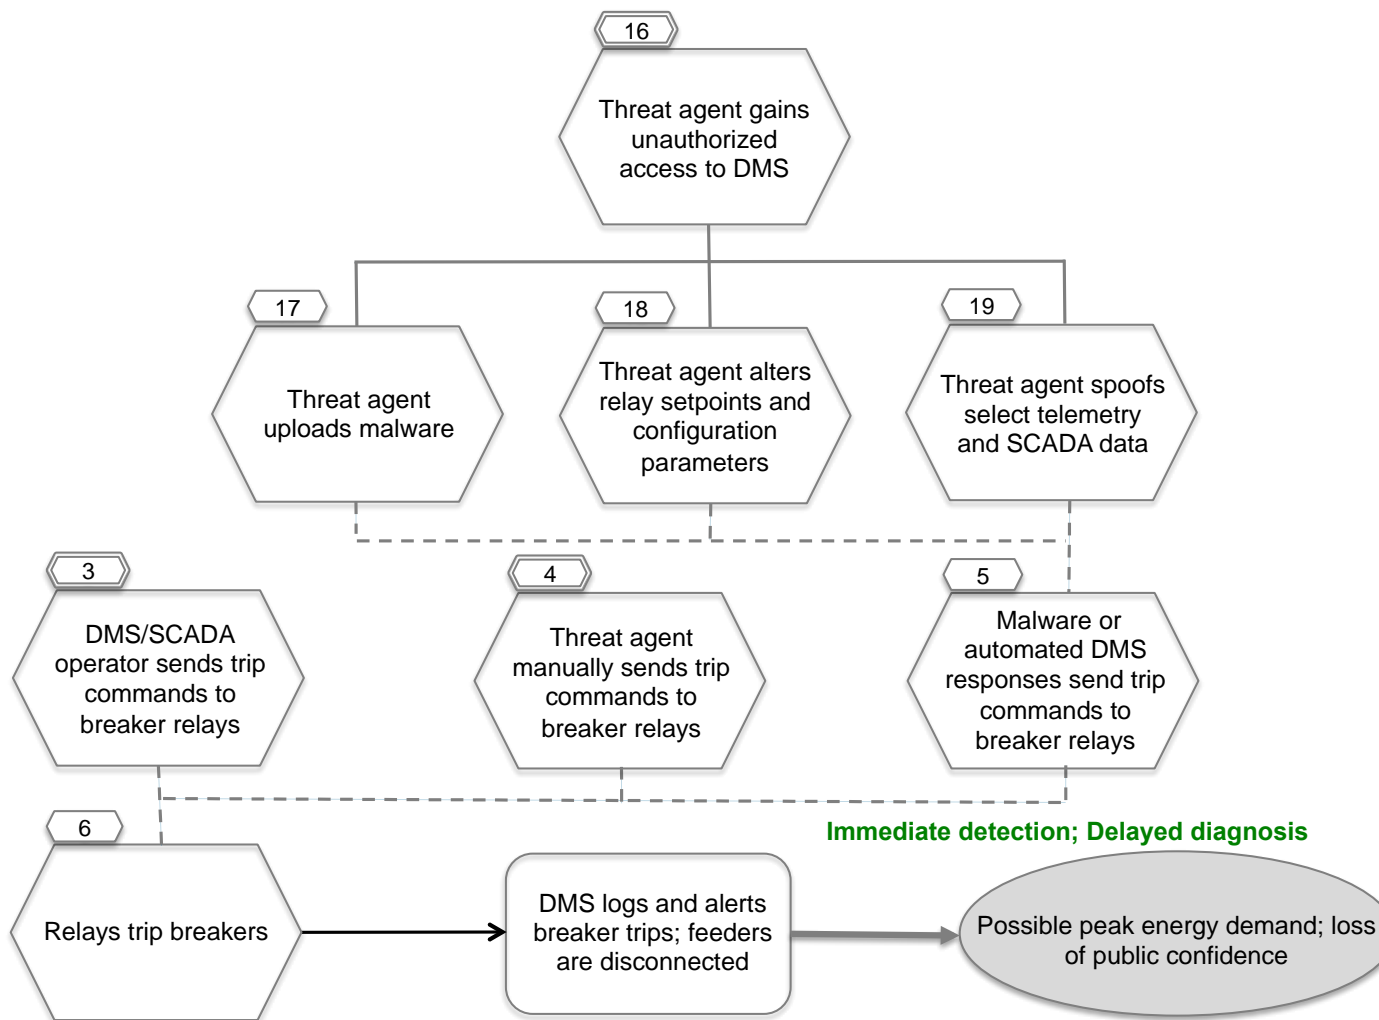 16
Threat agent gains
unauthorized
access to DMS
17
Threat agent
uploads malware
18
Threat agent alters
relay setpoints and
configuration
parameters
19
Threat agent spoofs
select telemetry
and SCADA data
3
DMS/SCADA
operator sends trip
commands to
breaker relays
4
Threat agent
manually sends trip
commands to
breaker relays
5
Malware or
automated DMS
responses send trip
commands to
breaker relays
6
Relays trip breakers
DMS logs and alerts
breaker trips; feeders
are disconnected
Immediate detection; Delayed diagnosis
Possible peak energy demand; loss
of public confidence